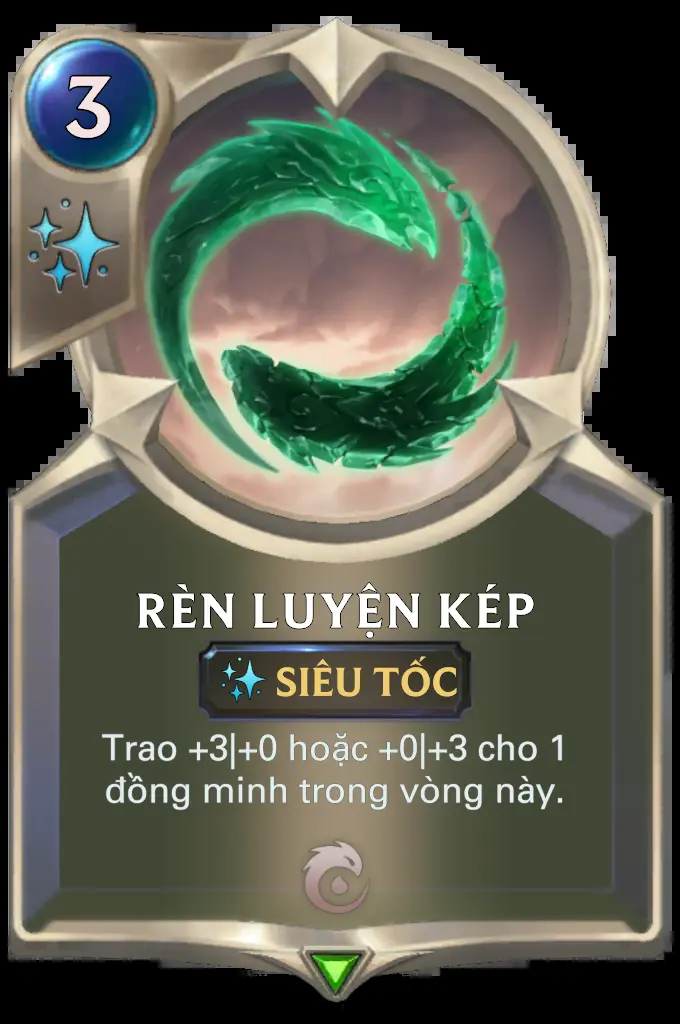 3
RÈN LUYỆN KÉP
SIÊU TỐC
Trao +3|+0 hoặc +0|+3 cho 1
đồng minh trong vòng này.